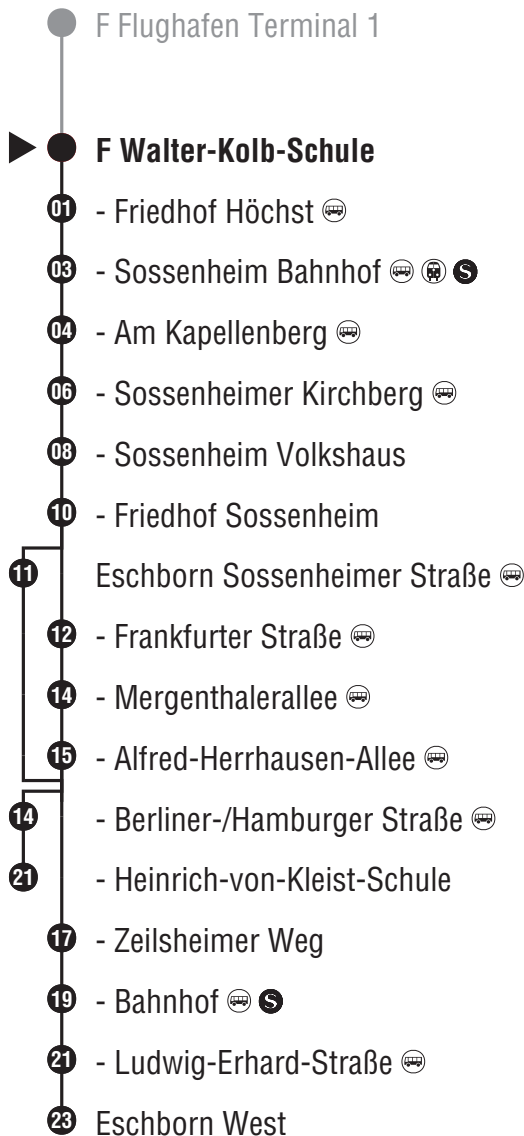 F Flughafen Terminal 1
F Walter-Kolb-Schule
01 - Friedhof Höchst
03 - Sossenheim Bahnhof S
04 - Am Kapellenberg
06 - Sossenheimer Kirchberg
08 - Sossenheim Volkshaus
10 - Friedhof Sossenheim
11 Eschborn Sossenheimer Straße
12 - Frankfurter Straße
14 - Mergenthalerallee
15 - Alfred-Herrhausen-Allee
14 - Berliner-/Hamburger Straße
21 - Heinrich-von-Kleist-Schule
17 - Zeilsheimer Weg
19 - Bahnhof S
21 - Ludwig-Erhard-Straße
23 Eschborn West